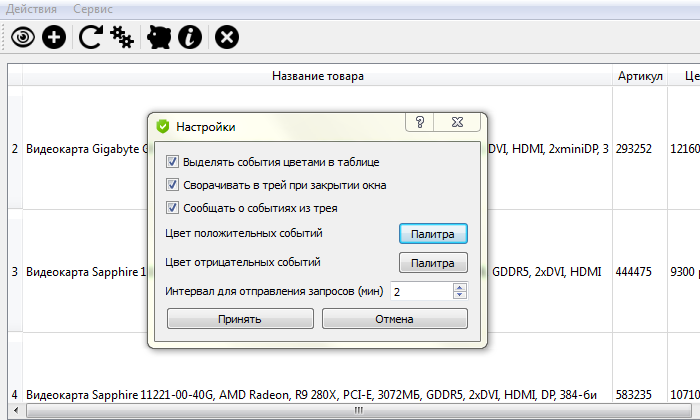 Действия Сервис
Название товара Артикул Це
Настройки
2 Видеокарта Gigabyte G DVI, HDMI, 2xminiDP, 3 293252 12160
Выделять события цветами в таблице
Сворачивать в трей при закрытии окна
Сообщать о событиях из трея
Цвет положительных событий Палитра
Цвет отрицательных событий Палитра
3 Видеокарта Sapphire 1 GDDR5, 2xDVI, HDMI 444475 9300 р
Интервал для отправления запросов (мин) 2
Принять Отмена
4 Видеокарта Sapphire 11221-00-40G, AMD Radeon, R9 280X, PCI-E, 3072МБ, GDDR5, 2xDVI, HDMI, DP, 384-би 583235 10710